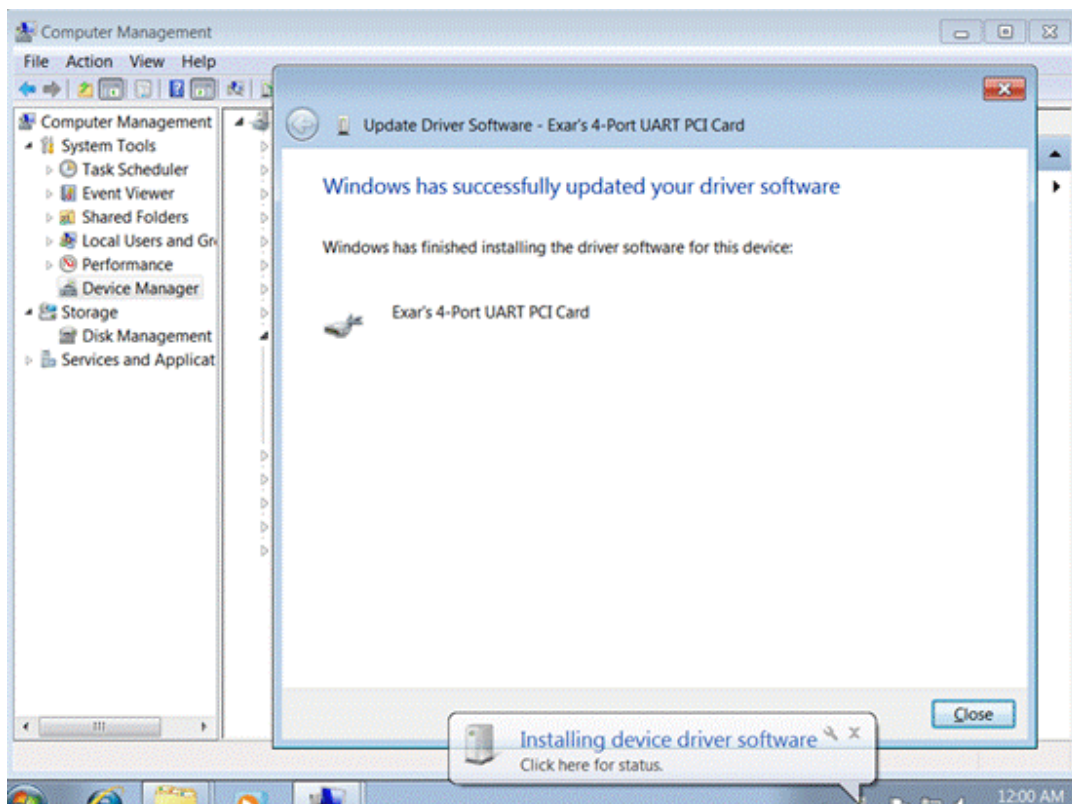 Computer Management
File Action View Help
Update Driver Software - Exar's 4-Port UART PCI Card
Computer Management
System Tools
Task Scheduler
Event Viewer
Shared Folders
Local Users and Gr
Performance
Device Manager
Storage
Disk Management
Services and Applicat
Windows has successfully updated your driver software
Windows has finished installing the driver software for this device:
Exar's 4-Port UART PCI Card
Close
Installing device driver software
Click here for status.
12:00 AM